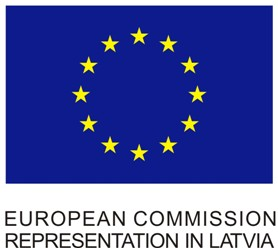 EUROPEAN COMMISSION
REPRESENTATION IN LATVIA